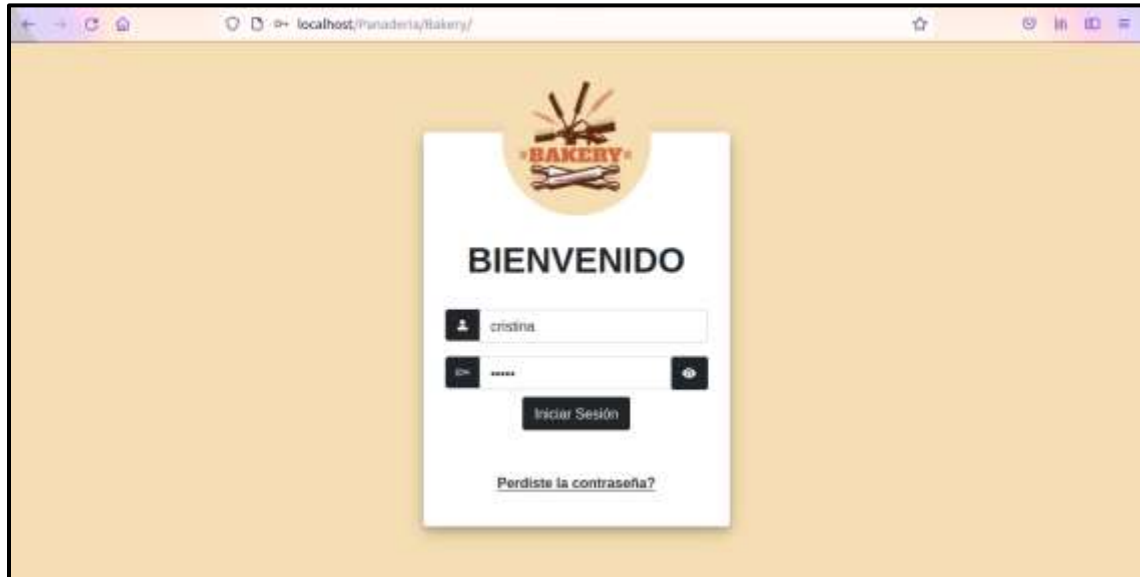 localhost/Panaderia/Bakery/
BAKERY
BIENVENIDO
cristina
•••••
Iniciar Sesión
Perdiste la contraseña?